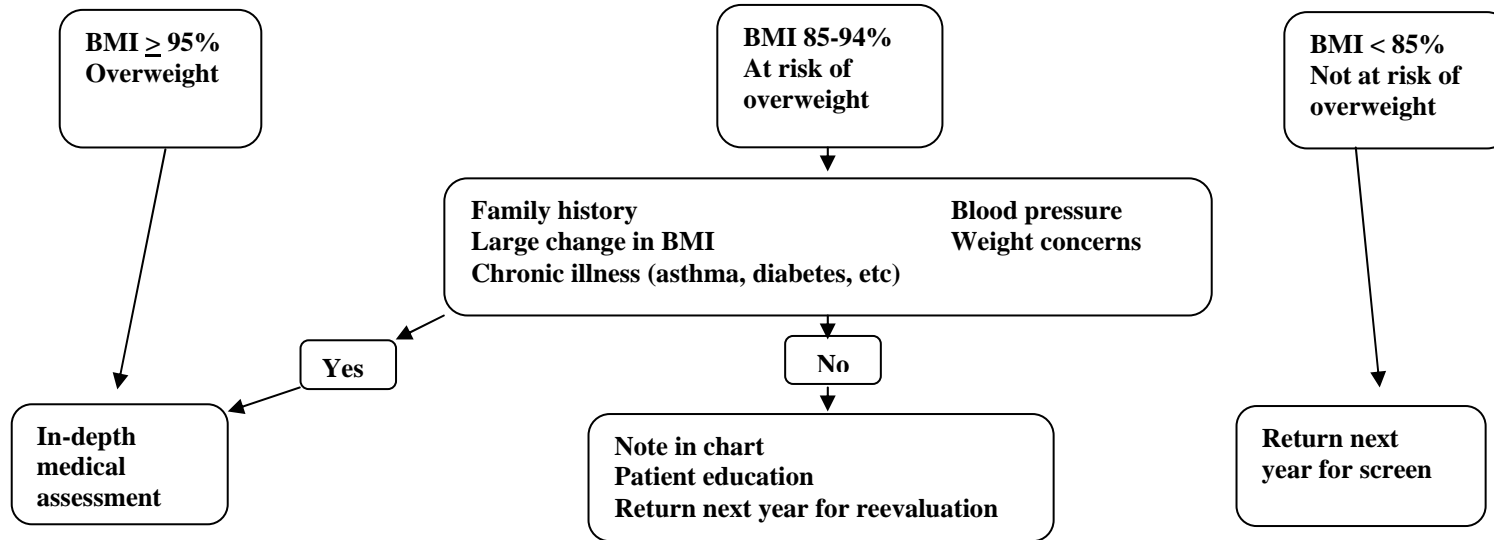 BMI ≥ 95%
Overweight
BMI 85-94%
At risk of
overweight
BMI < 85%
Not at risk of
overweight
Family history
Large change in BMI
Chronic illness (asthma, diabetes, etc)
Blood pressure
Weight concerns
Yes
No
In-depth
medical
assessment
Note in chart
Patient education
Return next year for reevaluation
Return next
year for screen